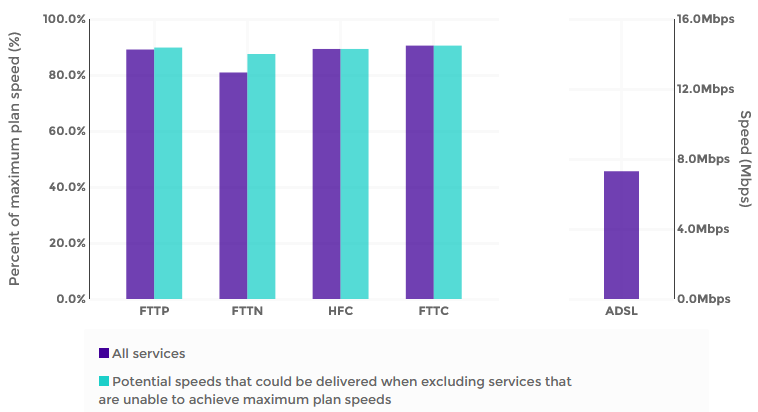 Percent of maximum plan speed (%)
100.0%
80.0%
60.0%
40.0%
20.0%
0.0%
FTTP
FTTN
HFC
FTTC
ADSL
16.0Mbps
12.0Mbps
8.0Mbps
4.0Mbps
0.0Mbps
Speed (Mbps)
All services
Potential speeds that could be delivered when excluding services that
are unable to achieve maximum plan speeds